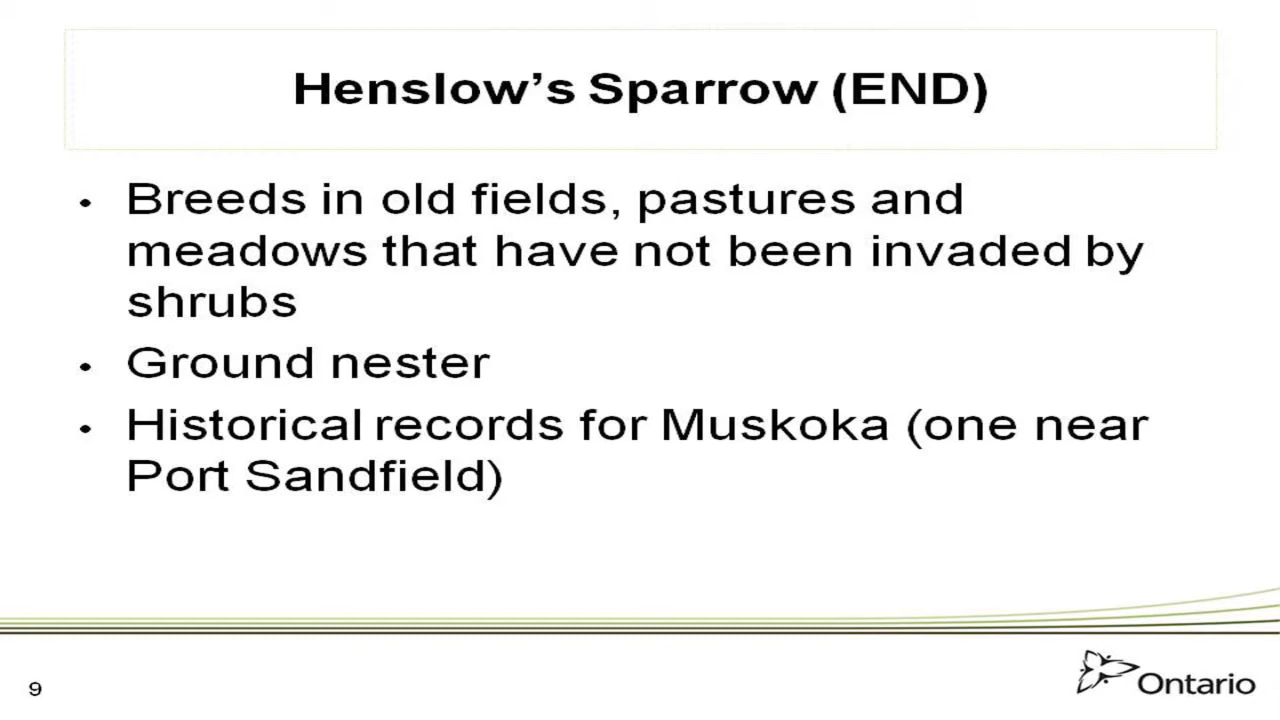 Henslow’s Sparrow (END)
• Breeds in old fields, pastures and
meadows that have not been invaded by
shrubs
• Ground nester
• Historical records for Muskoka (one near
Port Sandfield)
9
Ontario